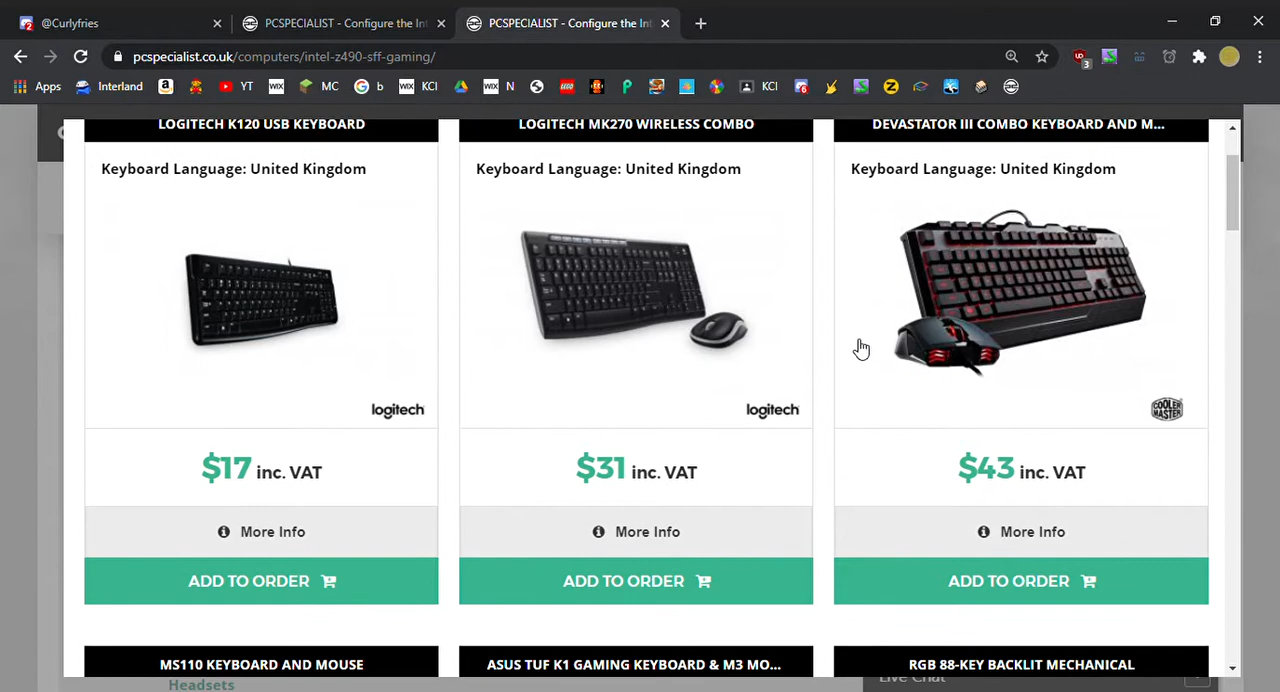 @Curlyfries
PCSPECIALIST - Configure the Int
PCSPECIALIST - Configure the Int
pcspecialist.co.uk/computers/intel-z490-sff-gaming/
Apps Interland YT MC b KCI N KCI
LOGITECH K120 USB KEYBOARD
LOGITECH MK270 WIRELESS COMBO
DEVASTATOR III COMBO KEYBOARD AND M...
Keyboard Language: United Kingdom
Keyboard Language: United Kingdom
Keyboard Language: United Kingdom
logitech
logitech
COOLER MASTER
$17 inc. VAT
$31 inc. VAT
$43 inc. VAT
More Info
More Info
More Info
ADD TO ORDER
ADD TO ORDER
ADD TO ORDER
MS110 KEYBOARD AND MOUSE
ASUS TUF K1 GAMING KEYBOARD & M3 MO...
RGB 88-KEY BACKLIT MECHANICAL
Headsets
Live Chat